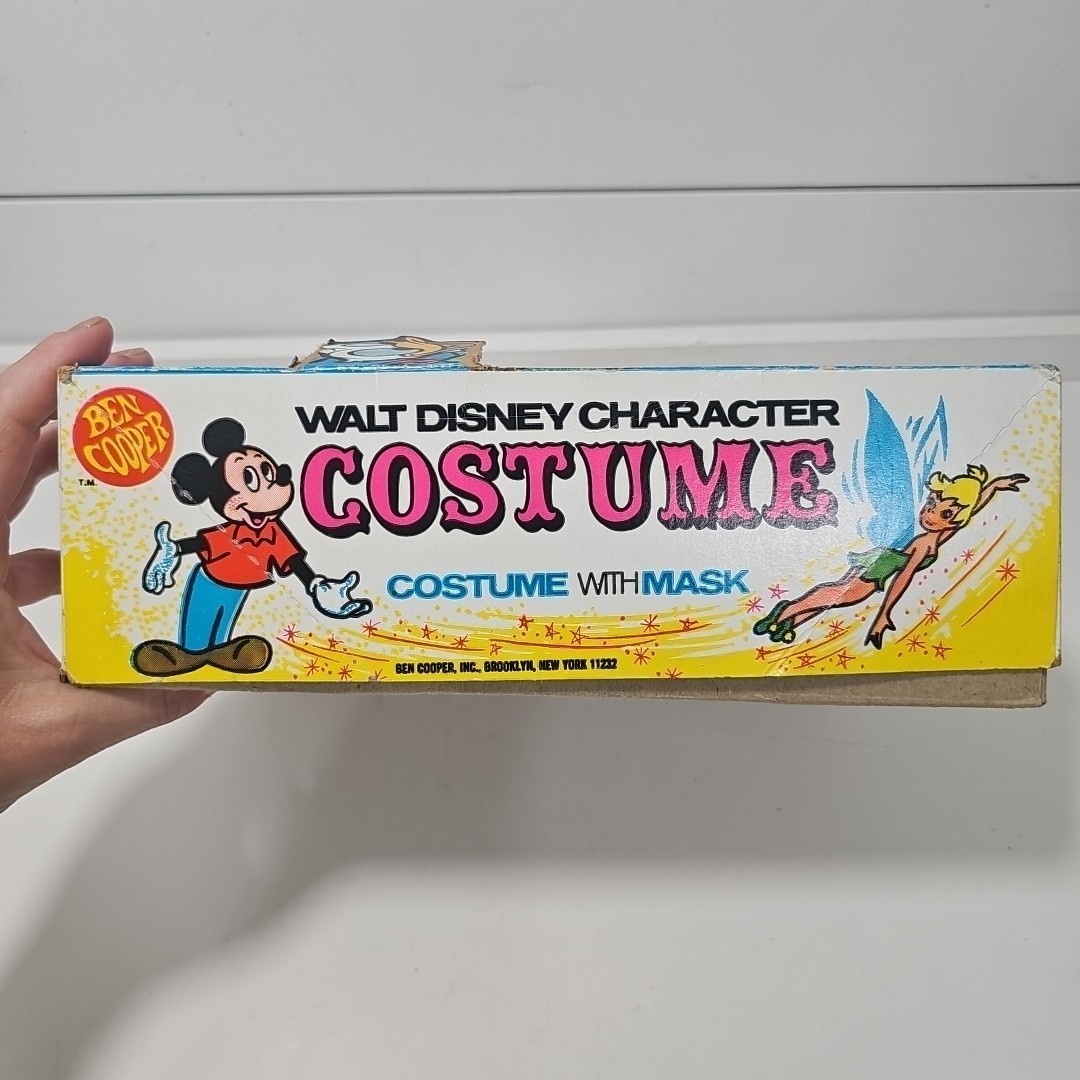 BEN
COOPER
T.M.
WALT DISNEY CHARACTER
COSTUME
COSTUME WITH MASK
BEN COOPER, INC., BROOKLYN, NEW YORK 11232